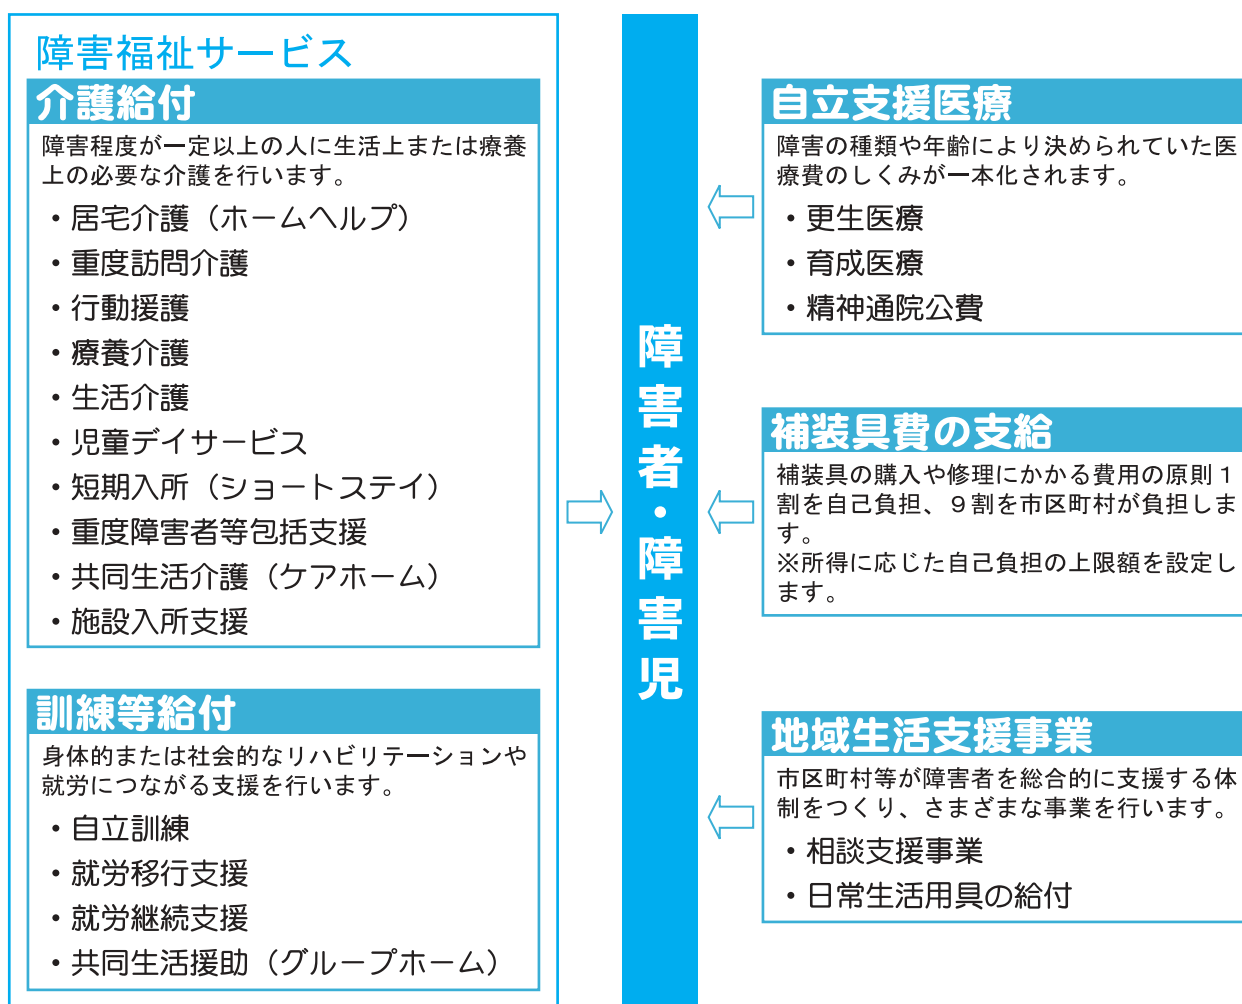 障害福祉サービス
介護給付
障害程度が一定以上の人に生活上または療養
上の必要な介護を行います。
・居宅介護（ホームヘルプ）
・重度訪問介護
・行動援護
・療養介護
・生活介護
・児童デイサービス
・短期入所（ショートステイ）
・重度障害者等包括支援
・共同生活介護（ケアホーム）
・施設入所支援
訓練等給付
身体的または社会的なリハビリテーションや
就労につながる支援を行います。
・自立訓練
・就労移行支援
・就労継続支援
・共同生活援助（グループホーム）
障害者・障害児
自立支援医療
障害の種類や年齢により決められていた医
療費のしくみが一本化されます。
・更生医療
・育成医療
・精神通院公費
補装具費の支給
補装具の購入や修理にかかる費用の原則１
割を自己負担、９割を市区町村が負担しま
す。
※所得に応じた自己負担の上限額を設定し
ます。
地域生活支援事業
市区町村等が障害者を総合的に支援する体
制をつくり、さまざまな事業を行います。
・相談支援事業
・日常生活用具の給付